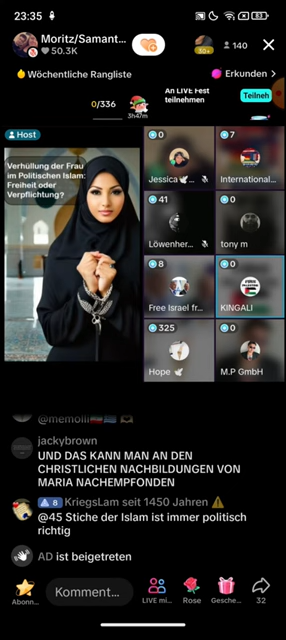 23:35
83
Moritz/Samant...
50.3K
30+
140
Wöchentliche Rangliste
Erkunden >
0/336
3h47m
An LIVE Fest
teilnehmen
Teilneh
Host
Verhüllung der Frau
im Politischen Islam:
Freiheit oder
Verpflichtung?
0
Jessica 🕊️...
7
International...
41
Löwenher...
0
tony m
8
Free Israel fr...
0
KINGALI
325
Hope 🕊️
0
M.P GmbH
@memolli
jackybrown
UND DAS KANN MAN AN DEN
CHRISTLICHEN NACHBILDUNGEN VON
MARIA NACHEMPFONDEN
8 KriegsLam seit 1450 Jahren ⚠️
@45 Stiche der Islam ist immer politisch
richtig
AD ist beigetreten
Abonn...
Komment...
LIVE mi...
Rose
Gesche...
32